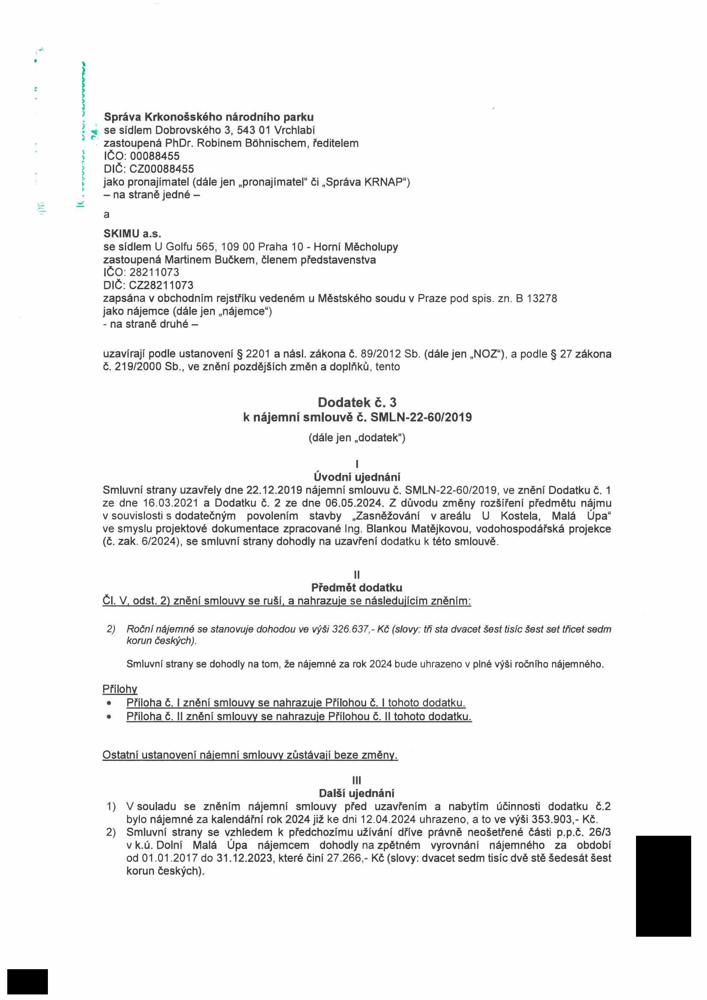 Správa Krkonošského národního parku
se sídlem Dobrovského 3, 543 01 Vrchlabí
zastoupená PhDr. Robinem Böhnischem, ředitelem
IČO: 00088455
DIČ: CZ00088455
jako pronajímatel (dále jen „pronajímatel“ či „Správa KRNAP“)
– na straně jedné –
a
SKIMU a.s.
se sídlem U Golfu 565, 109 00 Praha 10 - Horní Měcholupy
zastoupená Martinem Bučkem, členem představenstva
IČO: 28211073
DIČ: CZ28211073
zapsána v obchodním rejstříku vedeném u Městského soudu v Praze pod spis. zn. B 13278
jako nájemce (dále jen „nájemce“)
- na straně druhé –
uzavírají podle ustanovení § 2201 a násl. zákona č. 89/2012 Sb. (dále jen „NOZ“), a podle § 27 zákona
č. 219/2000 Sb., ve znění pozdějších změn a doplňků, tento
Dodatek č. 3
k nájemní smlouvě č. SMLN-22-60/2019
(dále jen „dodatek“)
I
Úvodní ujednání
Smluvní strany uzavřely dne 22.12.2019 nájemní smlouvu č. SMLN-22-60/2019, ve znění Dodatku č. 1
ze dne 16.03.2021 a Dodatku č. 2 ze dne 06.05.2024. Z důvodu změny rozšíření předmětu nájmu
v souvislosti s dodatečným povolením stavby „Zasněžování v areálu U Kostela, Malá Úpa“
ve smyslu projektové dokumentace zpracované Ing. Blankou Matějkovou, vodohospodářská projekce
(č. zak. 6/2024), se smluvní strany dohodly na uzavření dodatku k této smlouvě.
II
Předmět dodatku
Čl. V, odst. 2) znění smlouvy se ruší, a nahrazuje se následujícím zněním:
2) Roční nájemné se stanovuje dohodou ve výši 326.637,- Kč (slovy: tři sta dvacet šest tisíc šest set třicet sedm
korun českých).
Smluvní strany se dohodly na tom, že nájemné za rok 2024 bude uhrazeno v plné výši ročního nájemného.
Přílohy
• Příloha č. I znění smlouvy se nahrazuje Přílohou č. I tohoto dodatku.
• Příloha č. II znění smlouvy se nahrazuje Přílohou č. II tohoto dodatku.
Ostatní ustanovení nájemní smlouvy zůstávají beze změny.
III
Další ujednání
1) V souladu se zněním nájemní smlouvy před uzavřením a nabytím účinnosti dodatku č.2
bylo nájemné za kalendářní rok 2024 již ke dni 12.04.2024 uhrazeno, a to ve výši 353.903,- Kč.
2) Smluvní strany se vzhledem k předchozímu užívání dříve právně neošetřené části p.p.č. 26/3
v k.ú. Dolní Malá Úpa nájemcem dohodly na zpětném vyrovnání nájemného za období
od 01.01.2017 do 31.12.2023, které činí 27.266,- Kč (slovy: dvacet sedm tisíc dvě stě šedesát šest
korun českých).